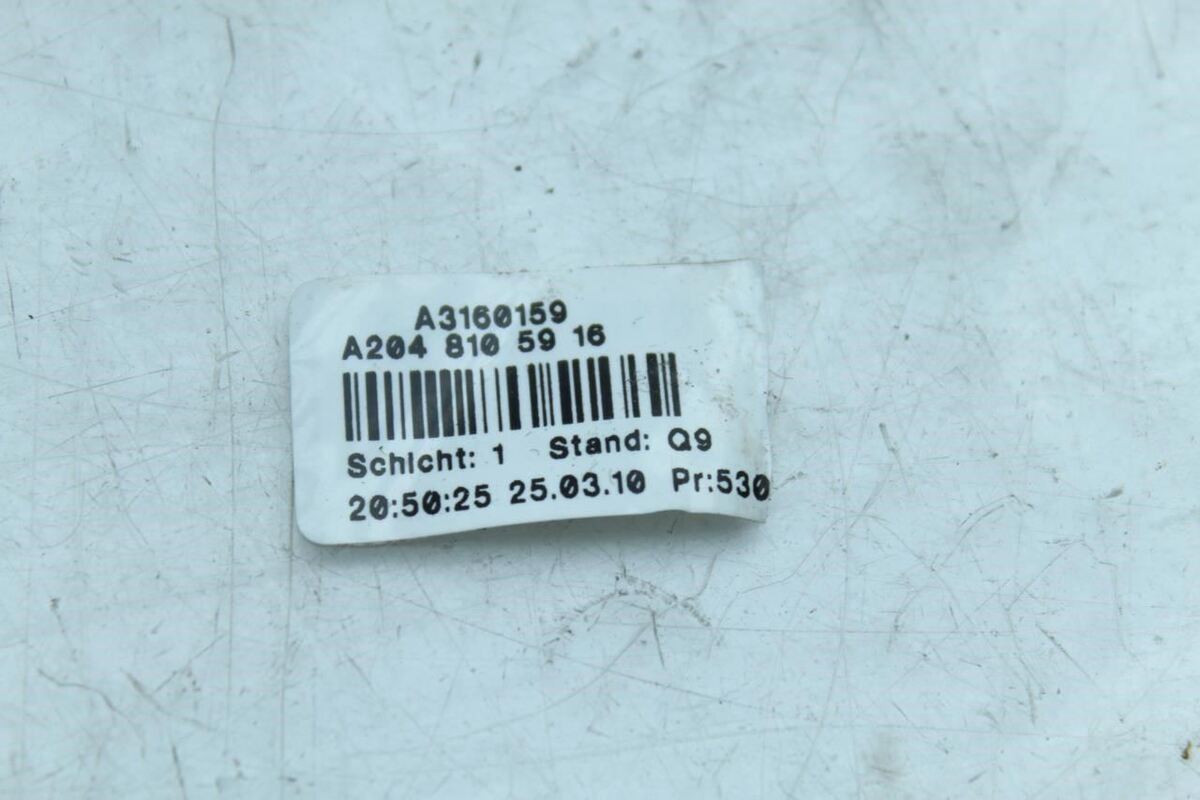 A3160159
A204 810 59 16
Schicht: 1 Stand: Q9
20:50:25 25.03.10 Pr:530